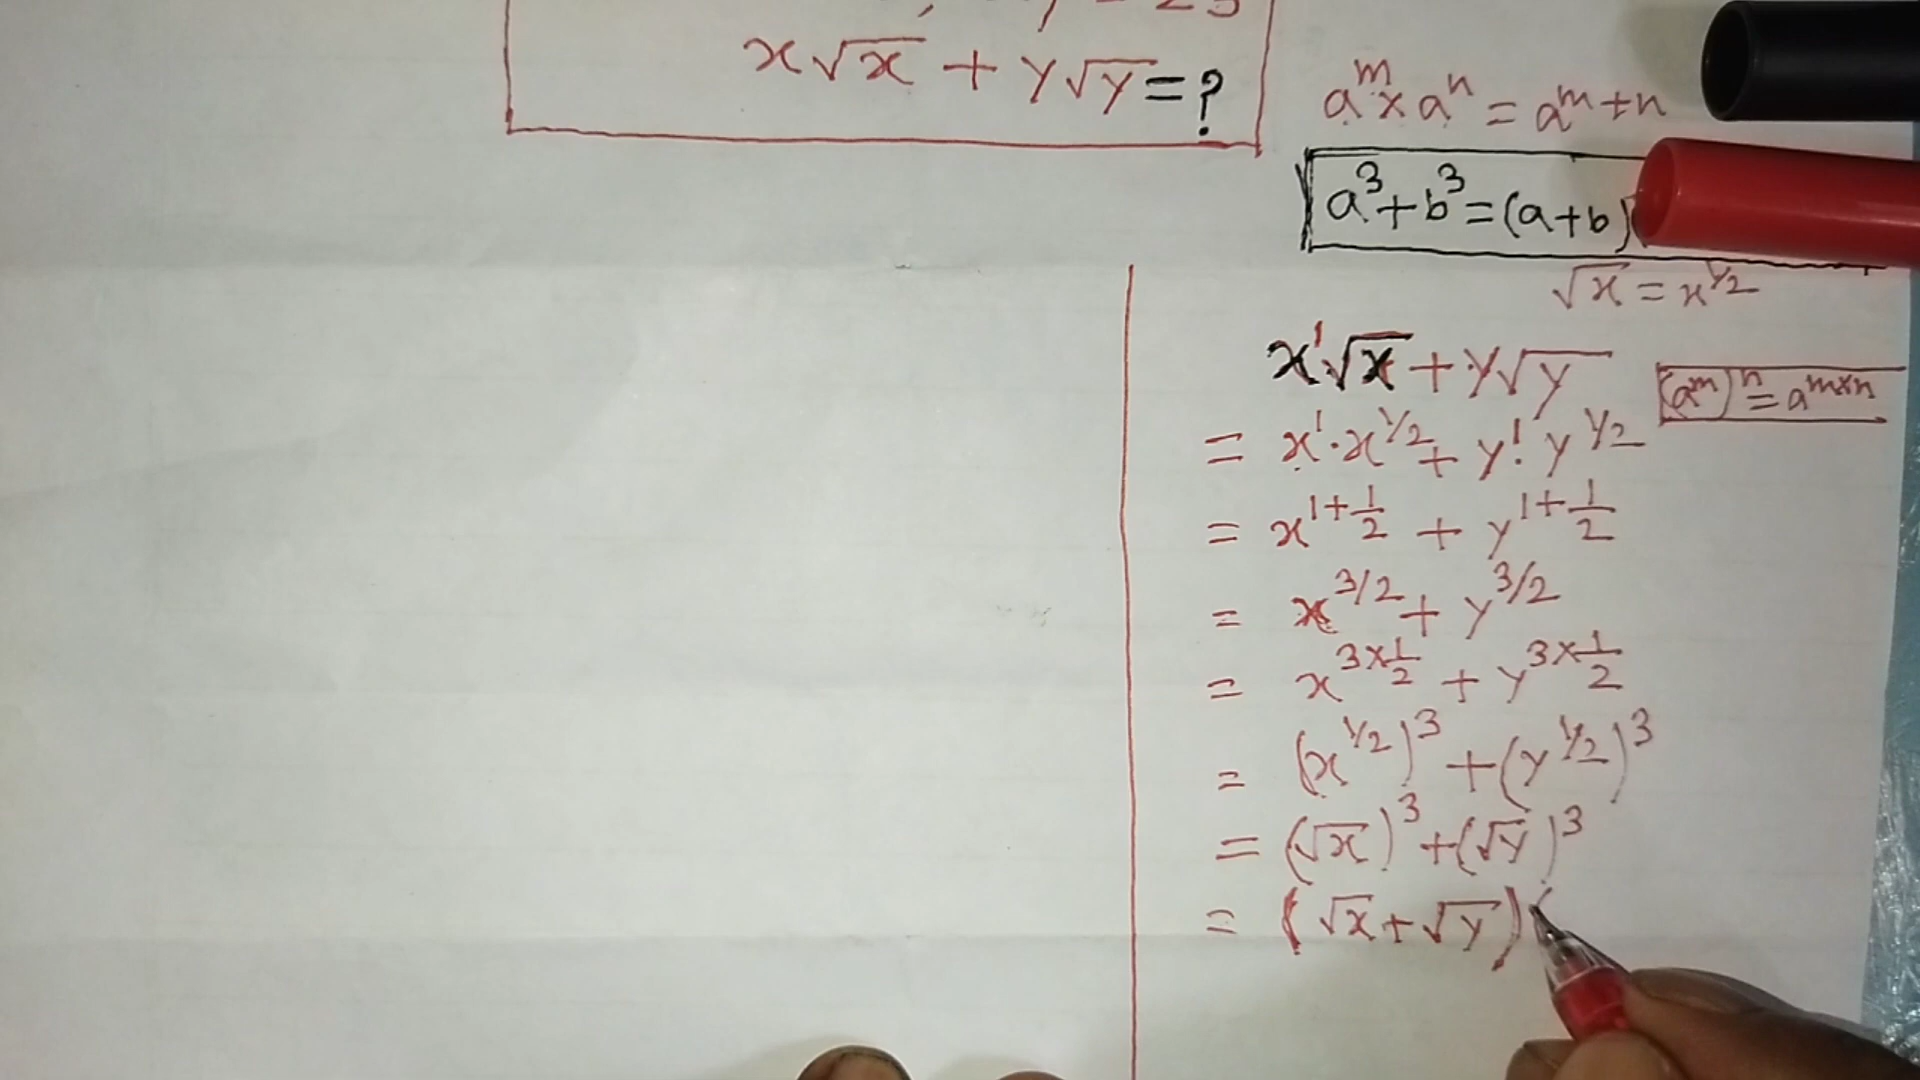 = 25
x√x + y√y = ?
a^m × a^n = a^m+n
a³+b³=(a+b)
√x = x^1/2
x¹√x + y√y
(a^m)^n = a^m×n
= x¹·x^1/2 + y¹·y^1/2
= x^1+1/2 + y^1+1/2
= x^3/2 + y^3/2
= x^3×1/2 + y^3×1/2
= (x^1/2)³ + (y^1/2)³
= (√x)³+(√y)³
= (√x+√y)(